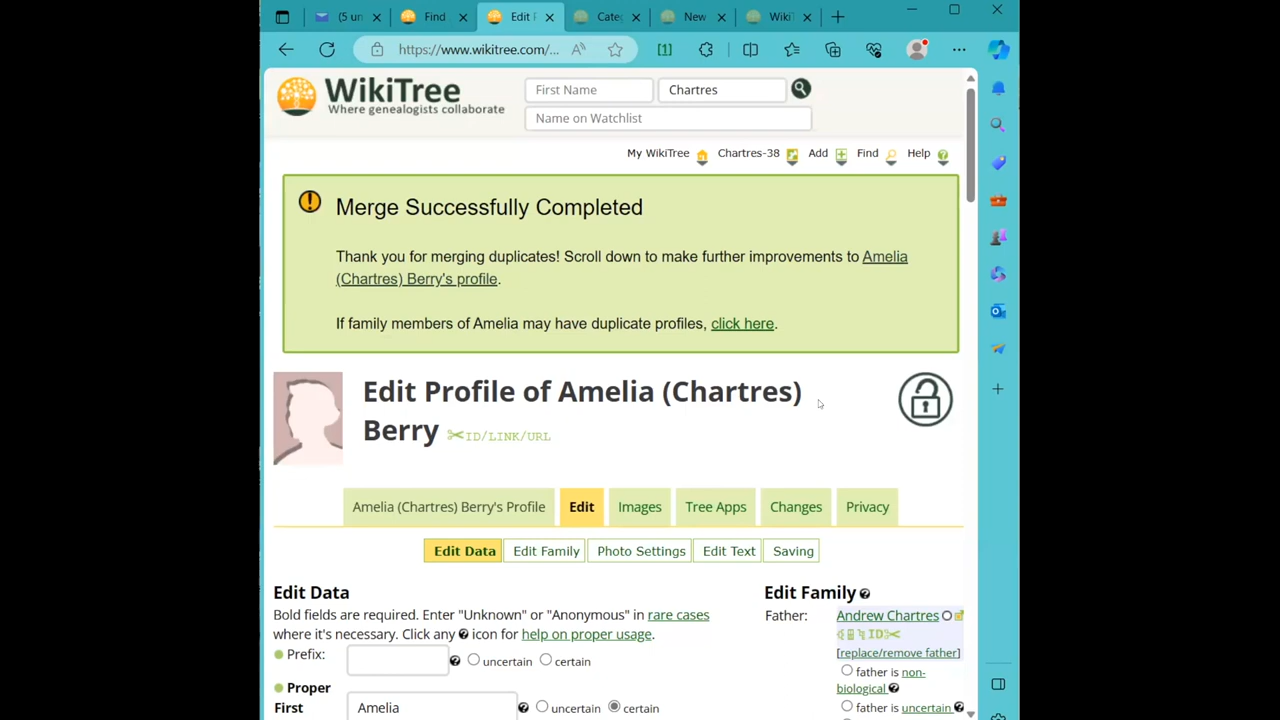 (5 un
Find
Edit P
Cate
New
WikiT
https://www.wikitree.com/...
[1]
WikiTree
Where genealogists collaborate
First Name
Chartres
Name on Watchlist
My WikiTree
Chartres-38
Add
Find
Help
Merge Successfully Completed
Thank you for merging duplicates! Scroll down to make further improvements to Amelia
(Chartres) Berry's profile.
If family members of Amelia may have duplicate profiles, click here.
Edit Profile of Amelia (Chartres)
Berry ID/LINK/URL
Amelia (Chartres) Berry's Profile
Edit
Images
Tree Apps
Changes
Privacy
Edit Data
Edit Family
Photo Settings
Edit Text
Saving
Edit Data
Bold fields are required. Enter "Unknown" or "Anonymous" in rare cases
where it's necessary. Click any ? icon for help on proper usage.
Prefix:
uncertain
certain
Proper
First
Amelia
uncertain
certain
Edit Family
Father:
Andrew Chartres
ID
[replace/remove father]
father is non-
biological
father is uncertain